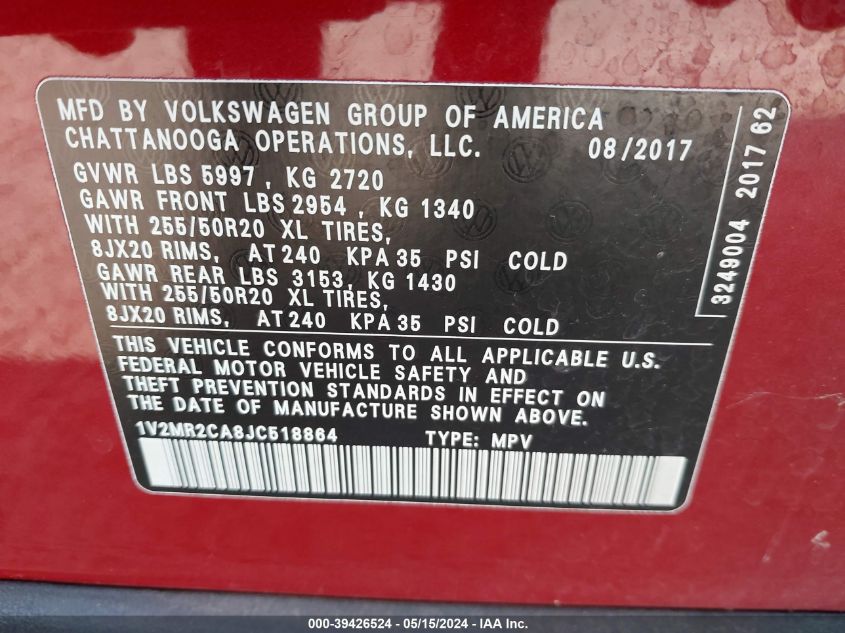 MFD BY VOLKSWAGEN GROUP OF AMERICA
CHATTANOOGA OPERATIONS, LLC. 08/2017
GVWR LBS 5997 , KG 2720
GAWR FRONT LBS 2954 , KG 1340
WITH 255/50R20 XL TIRES,
8JX20 RIMS, AT 240 KPA 35 PSI COLD
GAWR REAR LBS 3153, KG 1430
WITH 255/50R20 XL TIRES,
8JX20 RIMS, AT 240 KPA 35 PSI COLD
THIS VEHICLE CONFORMS TO ALL APPLICABLE U.S.
FEDERAL MOTOR VEHICLE SAFETY AND
THEFT PREVENTION STANDARDS IN EFFECT ON
THE DATE OF MANUFACTURE SHOWN ABOVE.
1V2MR2CA8JC518864 TYPE: MPV
3249004 2017 62
000-39426524 - 05/15/2024 - IAA Inc.